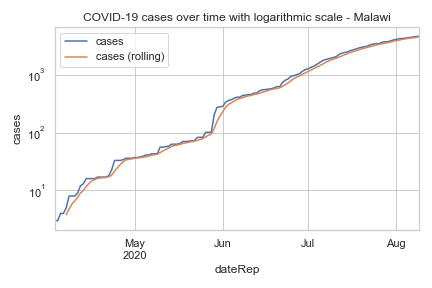 COVID-19 cases over time with logarithmic scale - Malawi
cases
cases (rolling)
10³
10²
10¹
cases
May
2020
Jun
Jul
Aug
dateRep